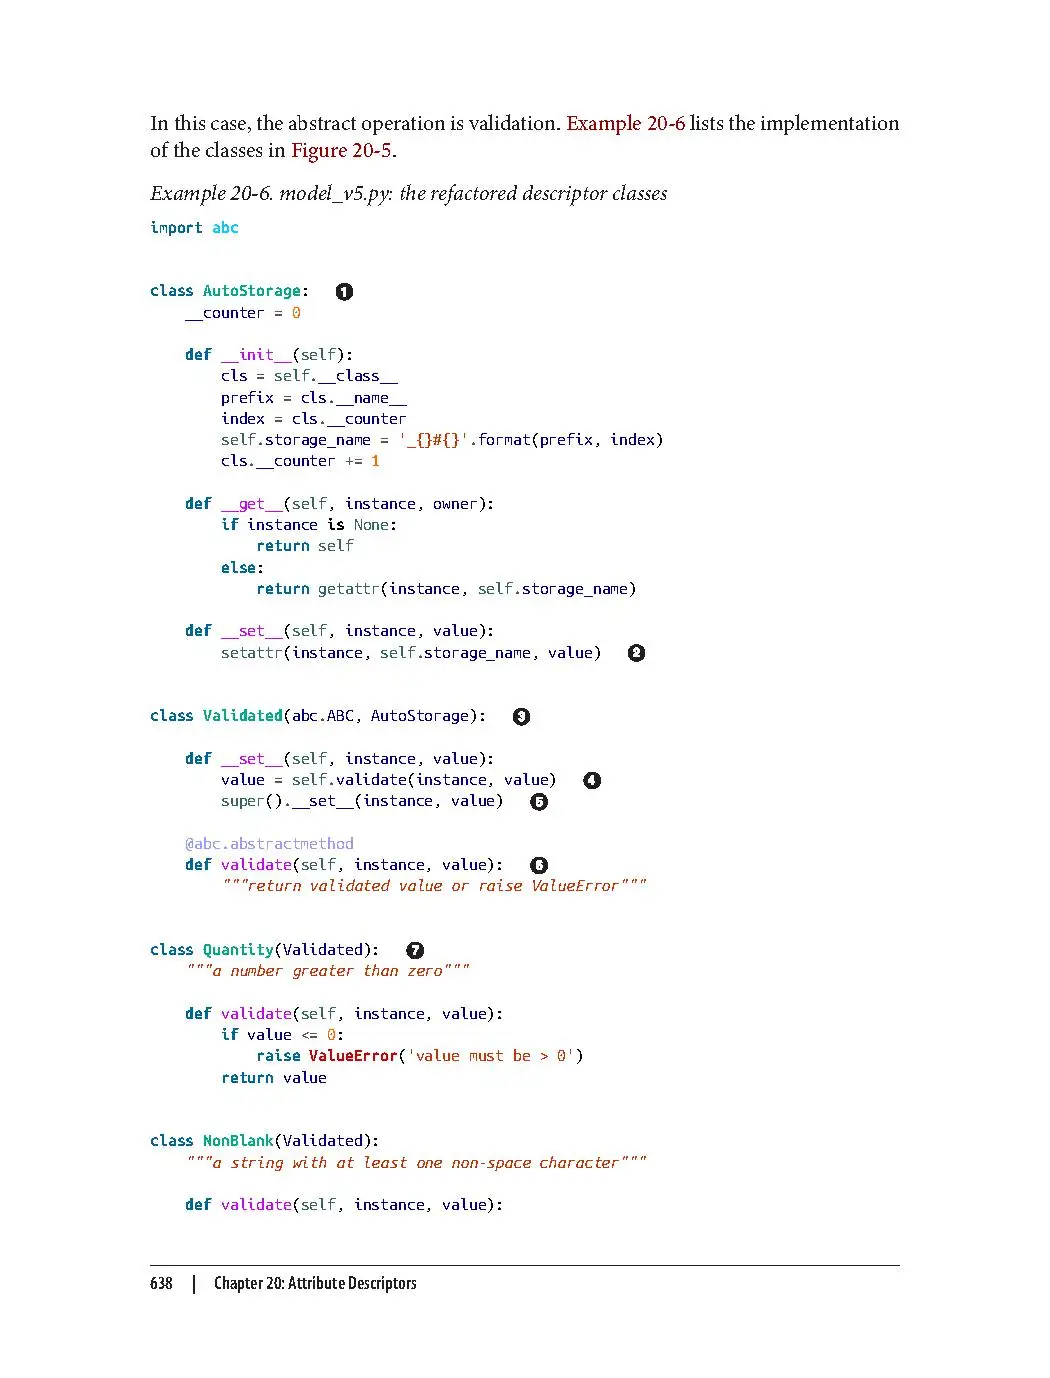 In this case, the abstract operation is validation. Example 20-6 lists the implementation
of the classes in Figure 20-5.
Example 20-6. model_v5.py: the refactored descriptor classes
import abc
class AutoStorage: ❶
    __counter = 0
    def __init__(self):
        cls = self.__class__
        prefix = cls.__name__
        index = cls.__counter
        self.storage_name = '_{}#{}'.format(prefix, index)
        cls.__counter += 1
    def __get__(self, instance, owner):
        if instance is None:
            return self
        else:
            return getattr(instance, self.storage_name)
    def __set__(self, instance, value):
        setattr(instance, self.storage_name, value) ❷
class Validated(abc.ABC, AutoStorage): ❸
    def __set__(self, instance, value):
        value = self.validate(instance, value) ❹
        super().__set__(instance, value) ❺
    @abc.abstractmethod
    def validate(self, instance, value): ❻
        """return validated value or raise ValueError"""
class Quantity(Validated): ❼
    """a number greater than zero"""
    def validate(self, instance, value):
        if value <= 0:
            raise ValueError('value must be > 0')
        return value
class NonBlank(Validated):
    """a string with at least one non-space character"""
    def validate(self, instance, value):
638 | Chapter 20: Attribute Descriptors